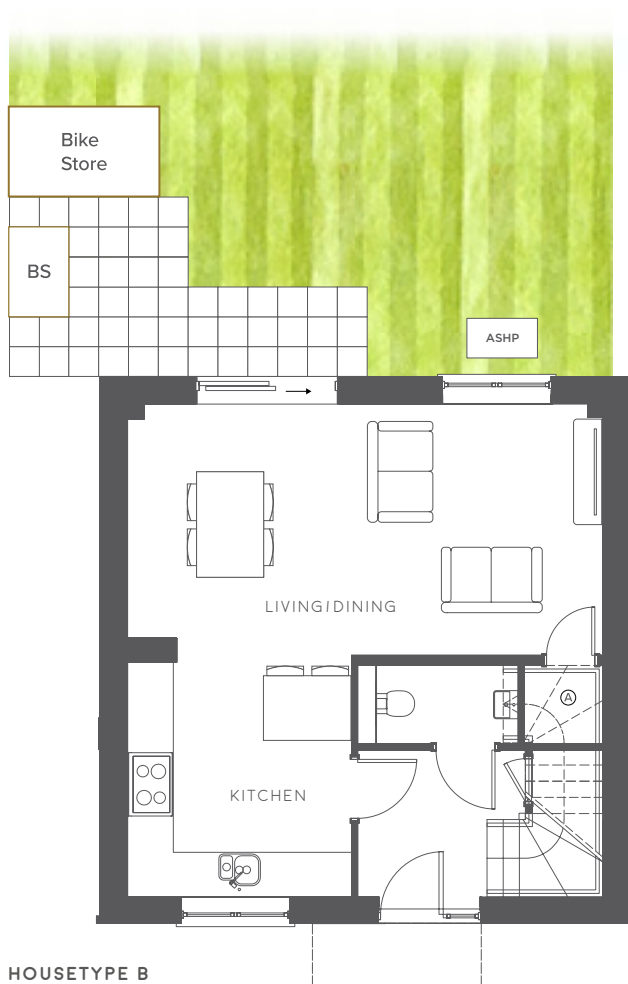 Bike
Store
BS
ASHP
LIVING/DINING
A
KITCHEN
HOUSETYPE B